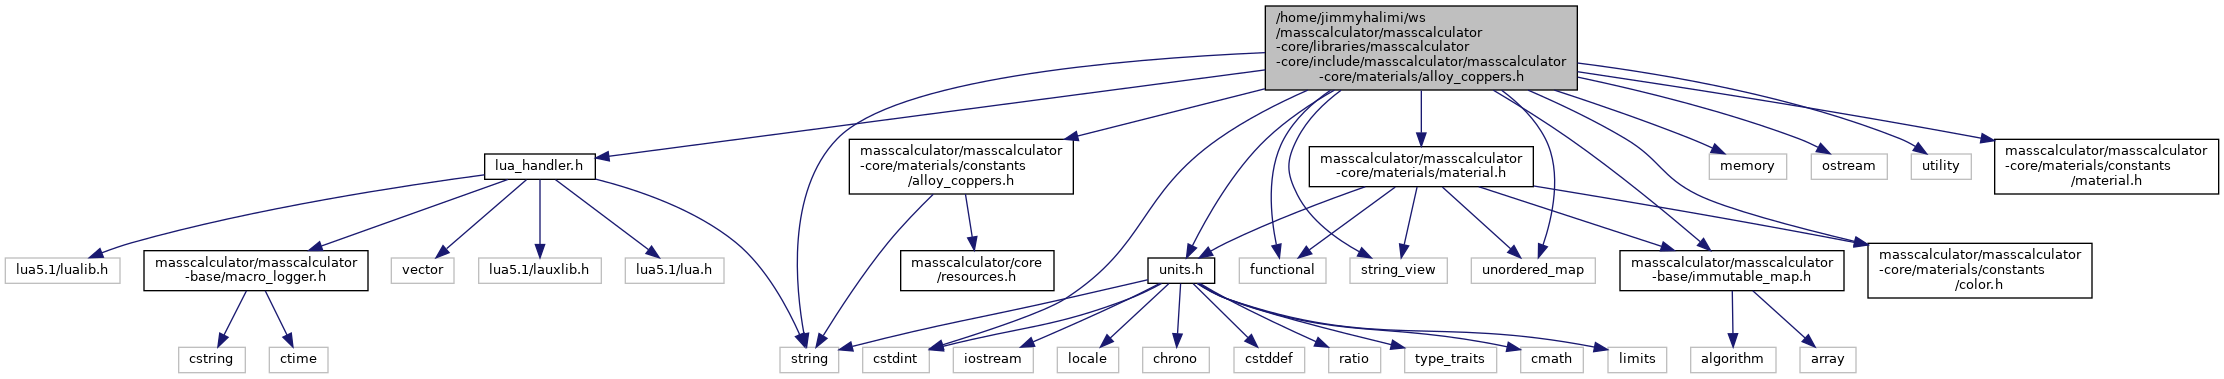 /home/jimmyhalimi/ws
/masscalculator/masscalculator
-core/libraries/masscalculator
-core/include/masscalculator/masscalculator
-core/materials/alloy_coppers.h
lua_handler.h
masscalculator/masscalculator
-core/materials/constants
/alloy_coppers.h
masscalculator/masscalculator
-core/materials/material.h
memory
ostream
utility
masscalculator/masscalculator
-core/materials/constants
/material.h
lua5.1/lualib.h
masscalculator/masscalculator
-base/macro_logger.h
vector
lua5.1/lauxlib.h
lua5.1/lua.h
masscalculator/core
/resources.h
units.h
functional
string_view
unordered_map
masscalculator/masscalculator
-base/immutable_map.h
masscalculator/masscalculator
-core/materials/constants
/color.h
cstring
ctime
string
cstdint
iostream
locale
chrono
cstddef
ratio
type_traits
cmath
limits
algorithm
array